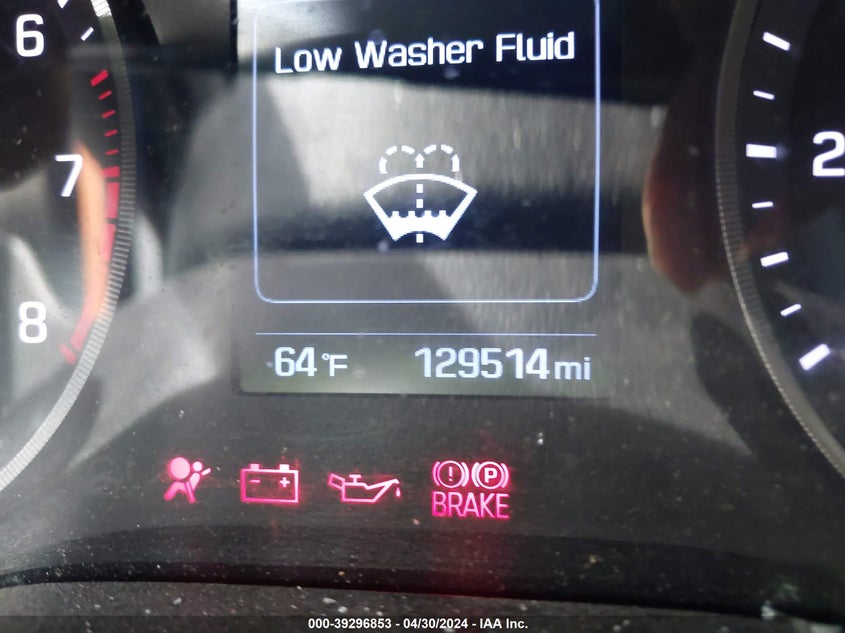 6
7
8
Low Washer Fluid
64°F 129514 mi
2
(!) (P)
BRAKE
000-39296853 - 04/30/2024 - IAA Inc.